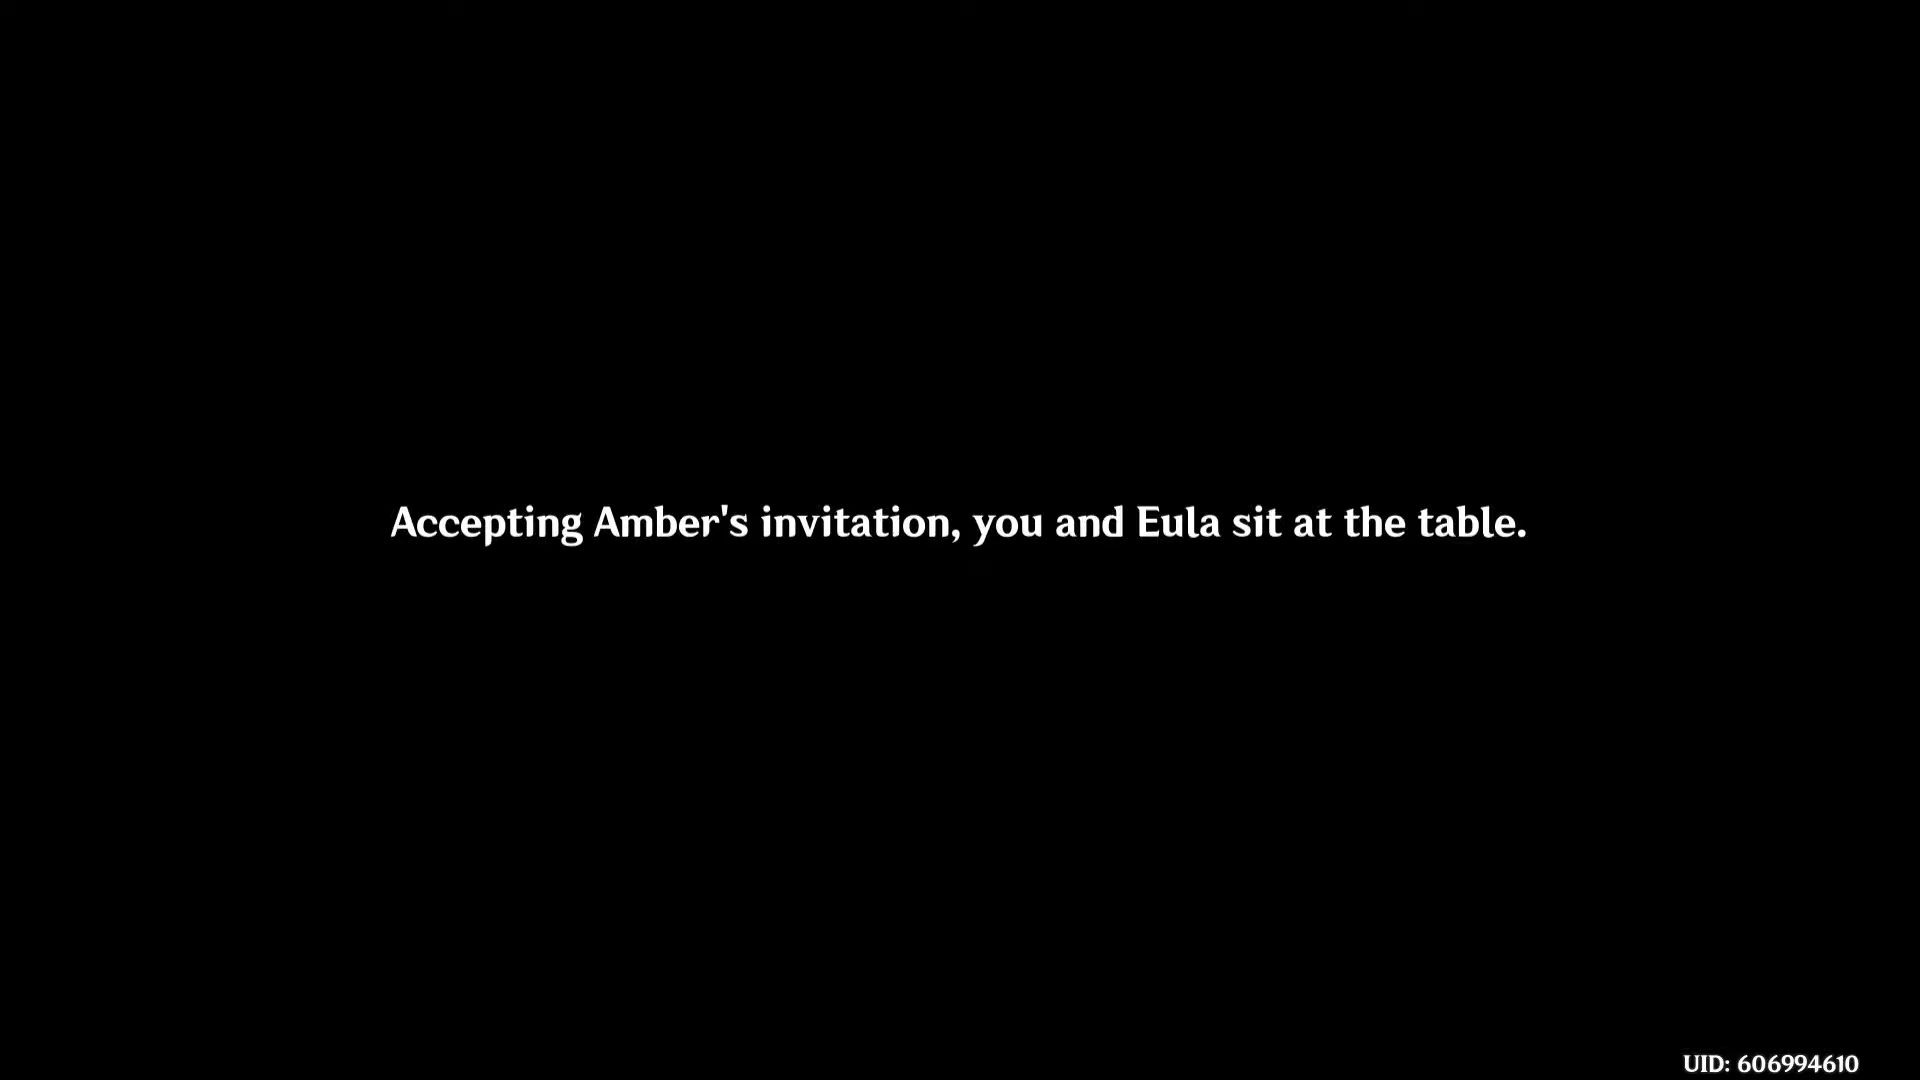 Accepting Amber's invitation, you and Eula sit at the table.
UID: 606994610